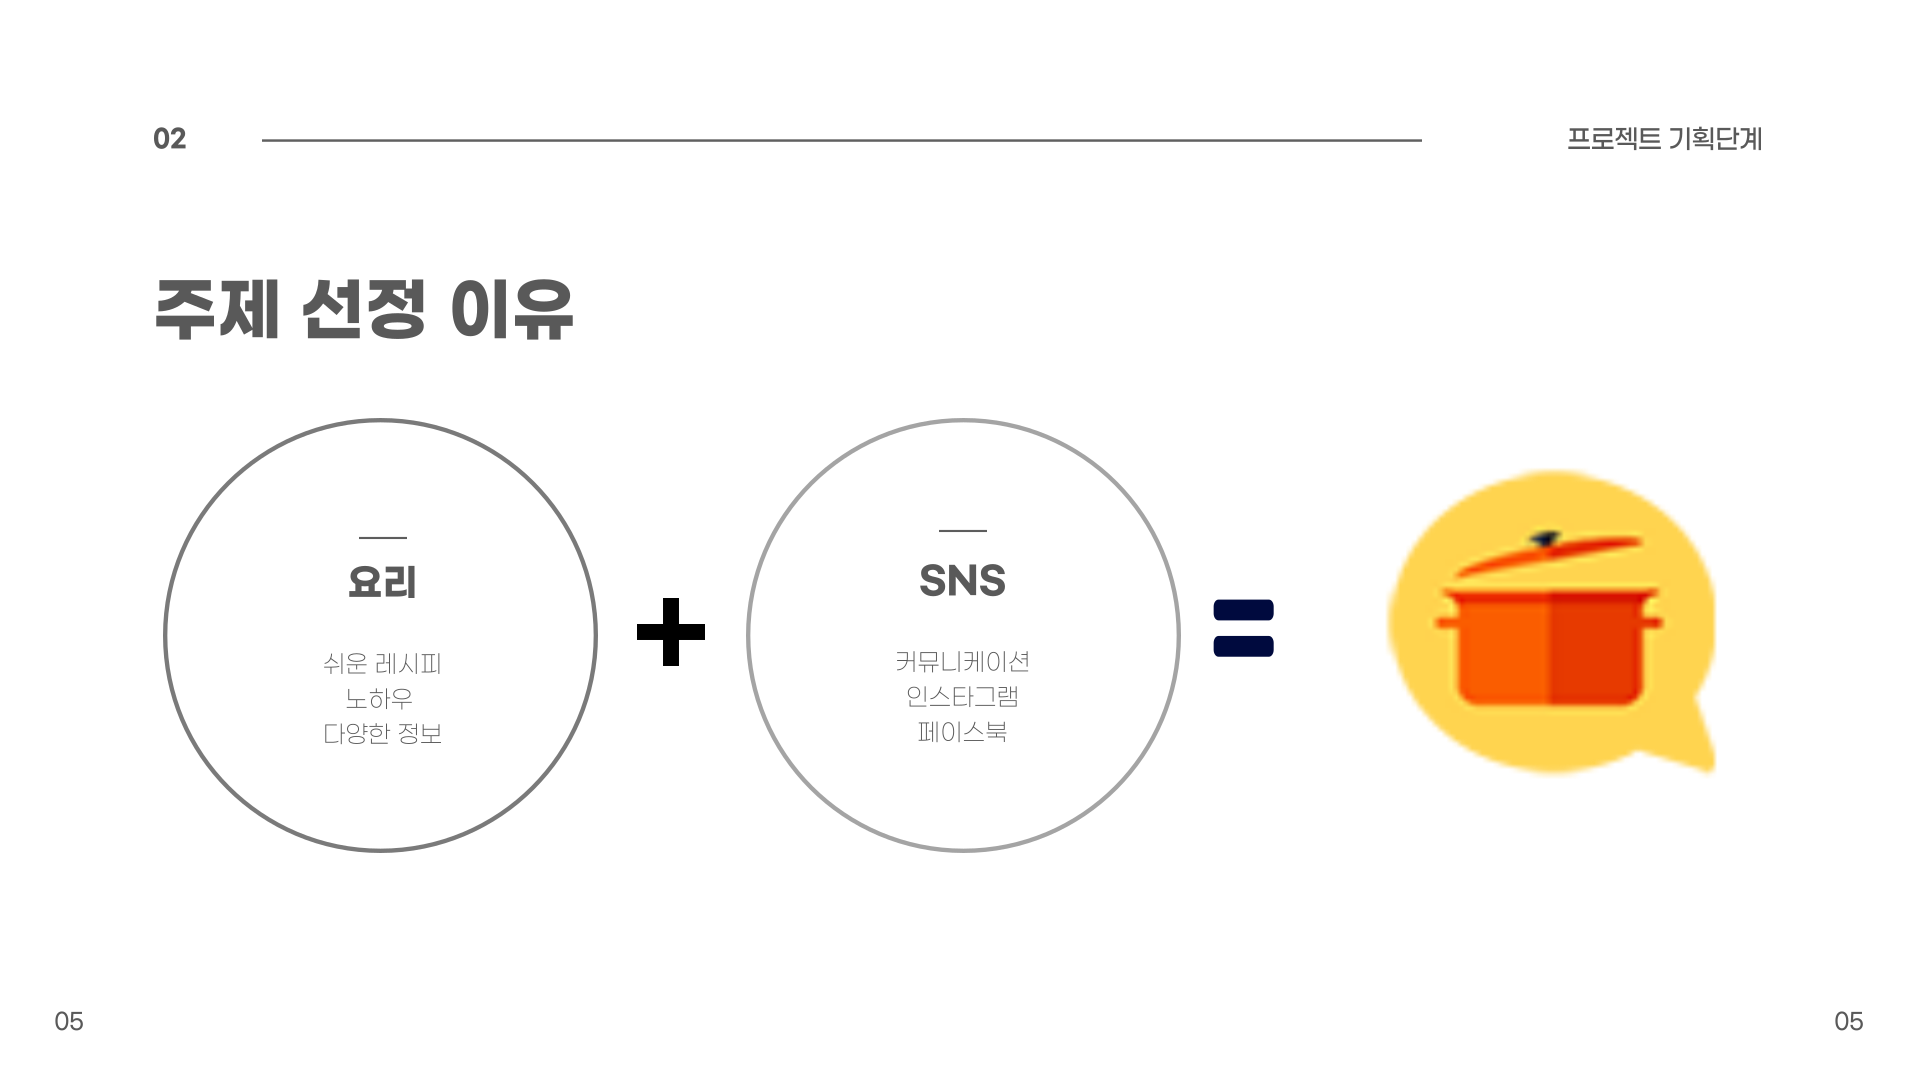 02
프로젝트 기획단계
주제 선정 이유
요리
쉬운 레시피
노하우
다양한 정보
+
SNS
커뮤니케이션
인스타그램
페이스북
=
05
05